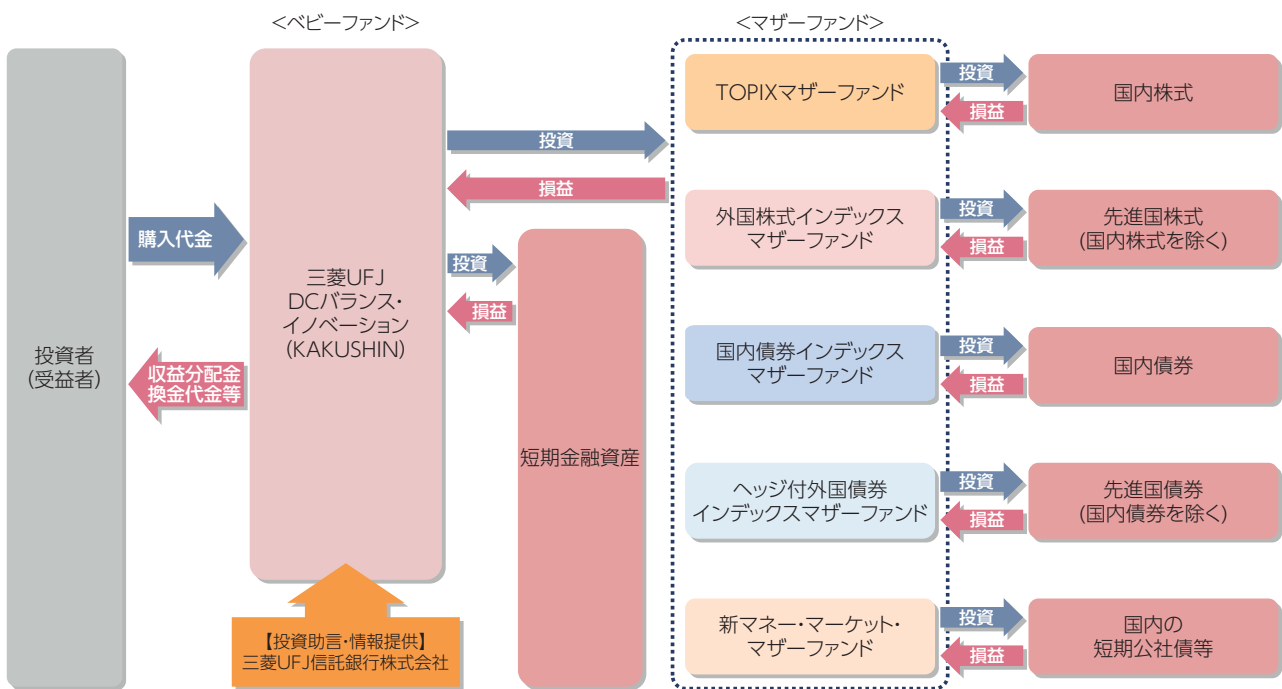 <ベビーファンド>
<マザーファンド>
投資者
(受益者)
購入代金
収益分配金
換金代金等
三菱UFJ
DCバランス・
イノベーション
(KAKUSHIN)
【投資助言・情報提供】
三菱UFJ信託銀行株式会社
投資
損益
投資
損益
短期金融資産
TOPIXマザーファンド
投資
損益
国内株式
外国株式インデックス
マザーファンド
投資
損益
先進国株式
(国内株式を除く)
国内債券インデックス
マザーファンド
投資
損益
国内債券
ヘッジ付外国債券
インデックスマザーファンド
投資
損益
先進国債券
(国内債券を除く)
新マネー・マーケット・
マザーファンド
投資
損益
国内の
短期公社債等